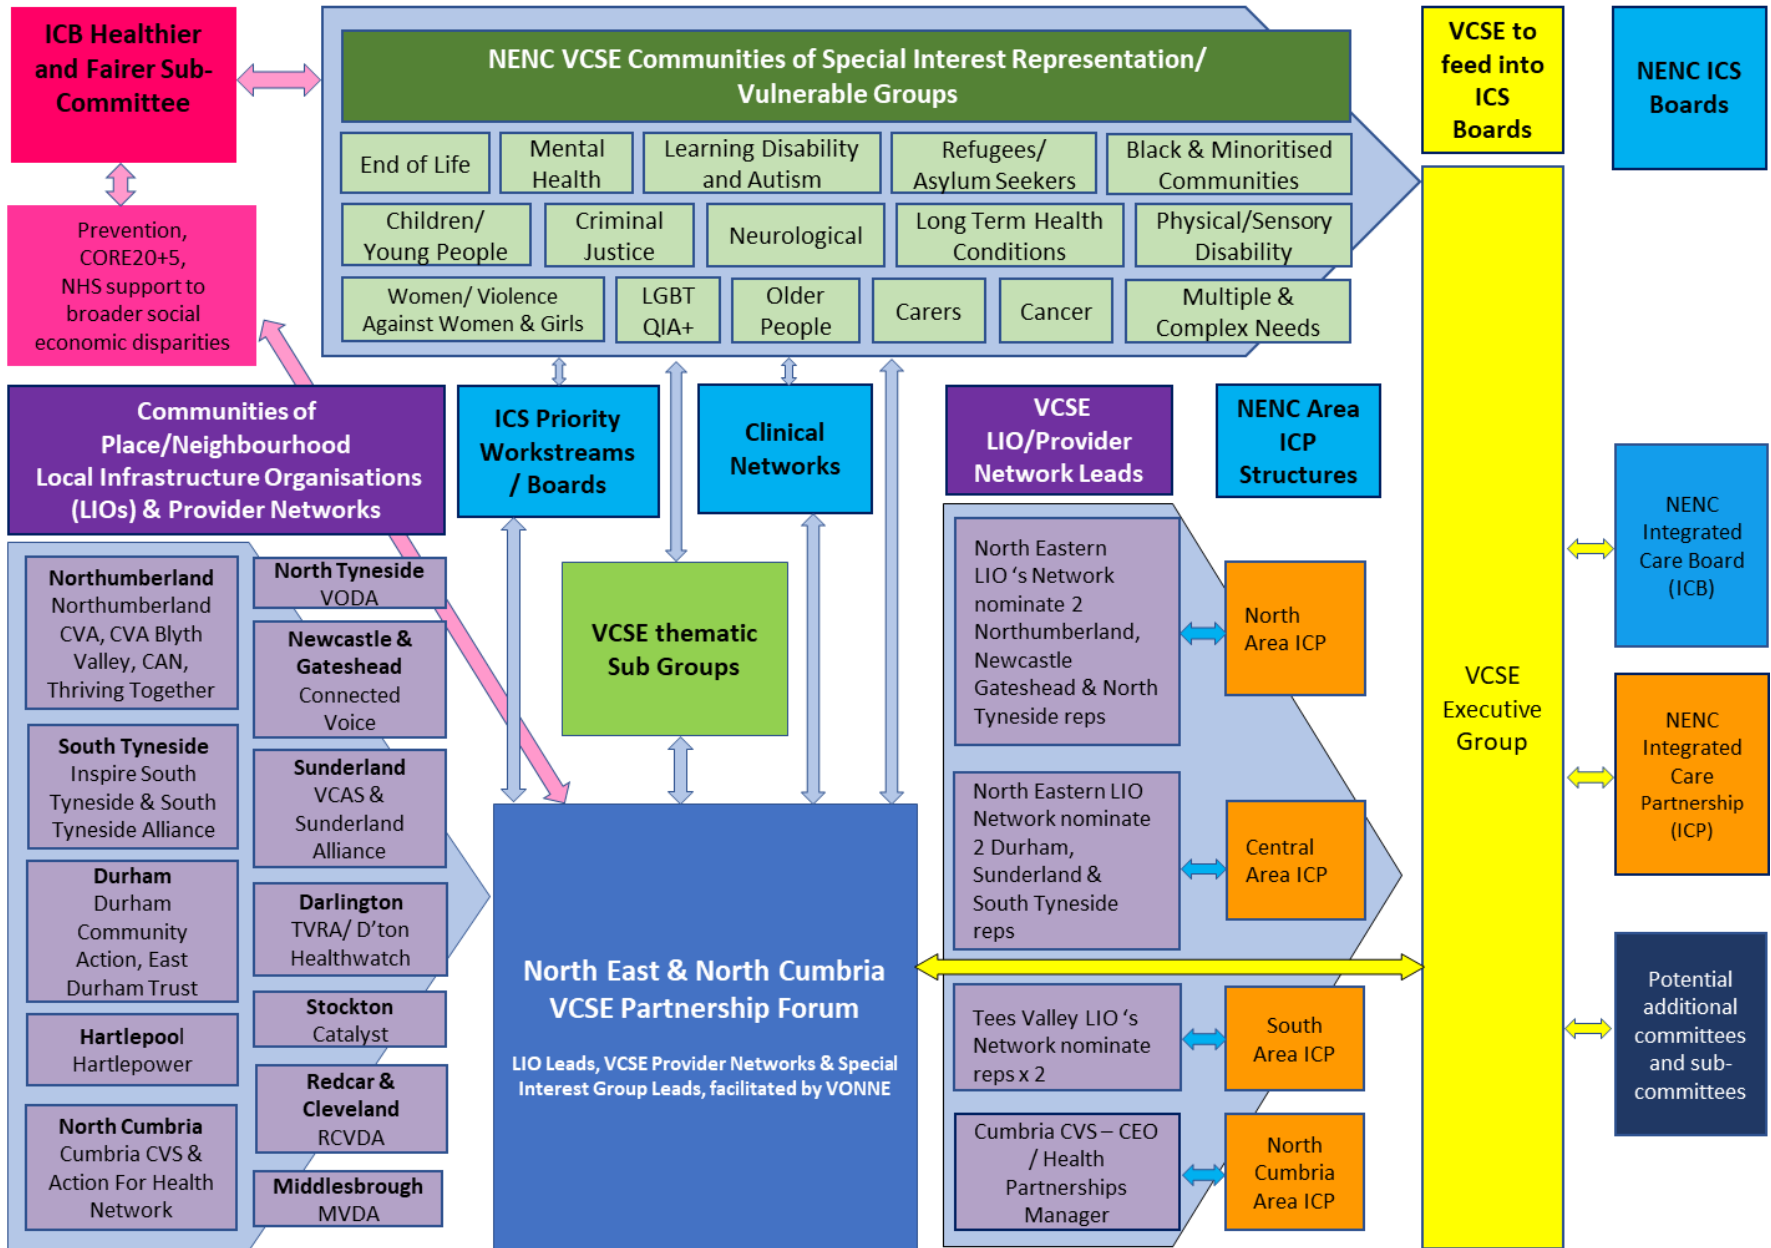 ICB Healthier
and Fairer Sub-
Committee
Prevention,
CORE20+5,
NHS support to
broader social
economic disparities
NENC VCSE Communities of Special Interest Representation/
Vulnerable Groups
End of Life
Mental
Health
Learning Disability
and Autism
Refugees/
Asylum Seekers
Black & Minoritised
Communities
Children/
Young People
Criminal
Justice
Neurological
Long Term Health
Conditions
Physical/Sensory
Disability
Women/ Violence
Against Women & Girls
LGBT
QIA+
Older
People
Carers
Cancer
Multiple &
Complex Needs
VCSE to
feed into
ICS
Boards
NENC ICS
Boards
Communities of
Place/Neighbourhood
Local Infrastructure Organisations
(LIOs) & Provider Networks
ICS Priority
Workstreams
/ Boards
Clinical
Networks
VCSE
LIO/Provider
Network Leads
NENC Area
ICP
Structures
Northumberland
Northumberland
CVA, CVA Blyth
Valley, CAN,
Thriving Together
South Tyneside
Inspire South
Tyneside & South
Tyneside Alliance
Durham
Durham
Community
Action, East
Durham Trust
Hartlepool
Hartlepower
North Cumbria
Cumbria CVS &
Action For Health
Network
North Tyneside
VODA
Newcastle &
Gateshead
Connected
Voice
Sunderland
VCAS &
Sunderland
Alliance
Darlington
TVRA/ D'ton
Healthwatch
Stockton
Catalyst
Redcar &
Cleveland
RCVDA
Middlesbrough
MVDA
VCSE thematic
Sub Groups
North East & North Cumbria
VCSE Partnership Forum
LIO Leads, VCSE Provider Networks & Special
Interest Group Leads, facilitated by VONNE
North Eastern
LIO 's Network
nominate 2
Northumberland,
Newcastle
Gateshead & North
Tyneside reps
North
Area ICP
North Eastern LIO
Network nominate
2 Durham,
Sunderland &
South Tyneside
reps
Central
Area ICP
Tees Valley LIO 's
Network nominate
reps x 2
South
Area ICP
Cumbria CVS – CEO
/ Health
Partnerships
Manager
North
Cumbria
Area ICP
VCSE
Executive
Group
NENC
Integrated
Care Board
(ICB)
NENC
Integrated
Care
Partnership
(ICP)
Potential
additional
committees
and sub-
committees